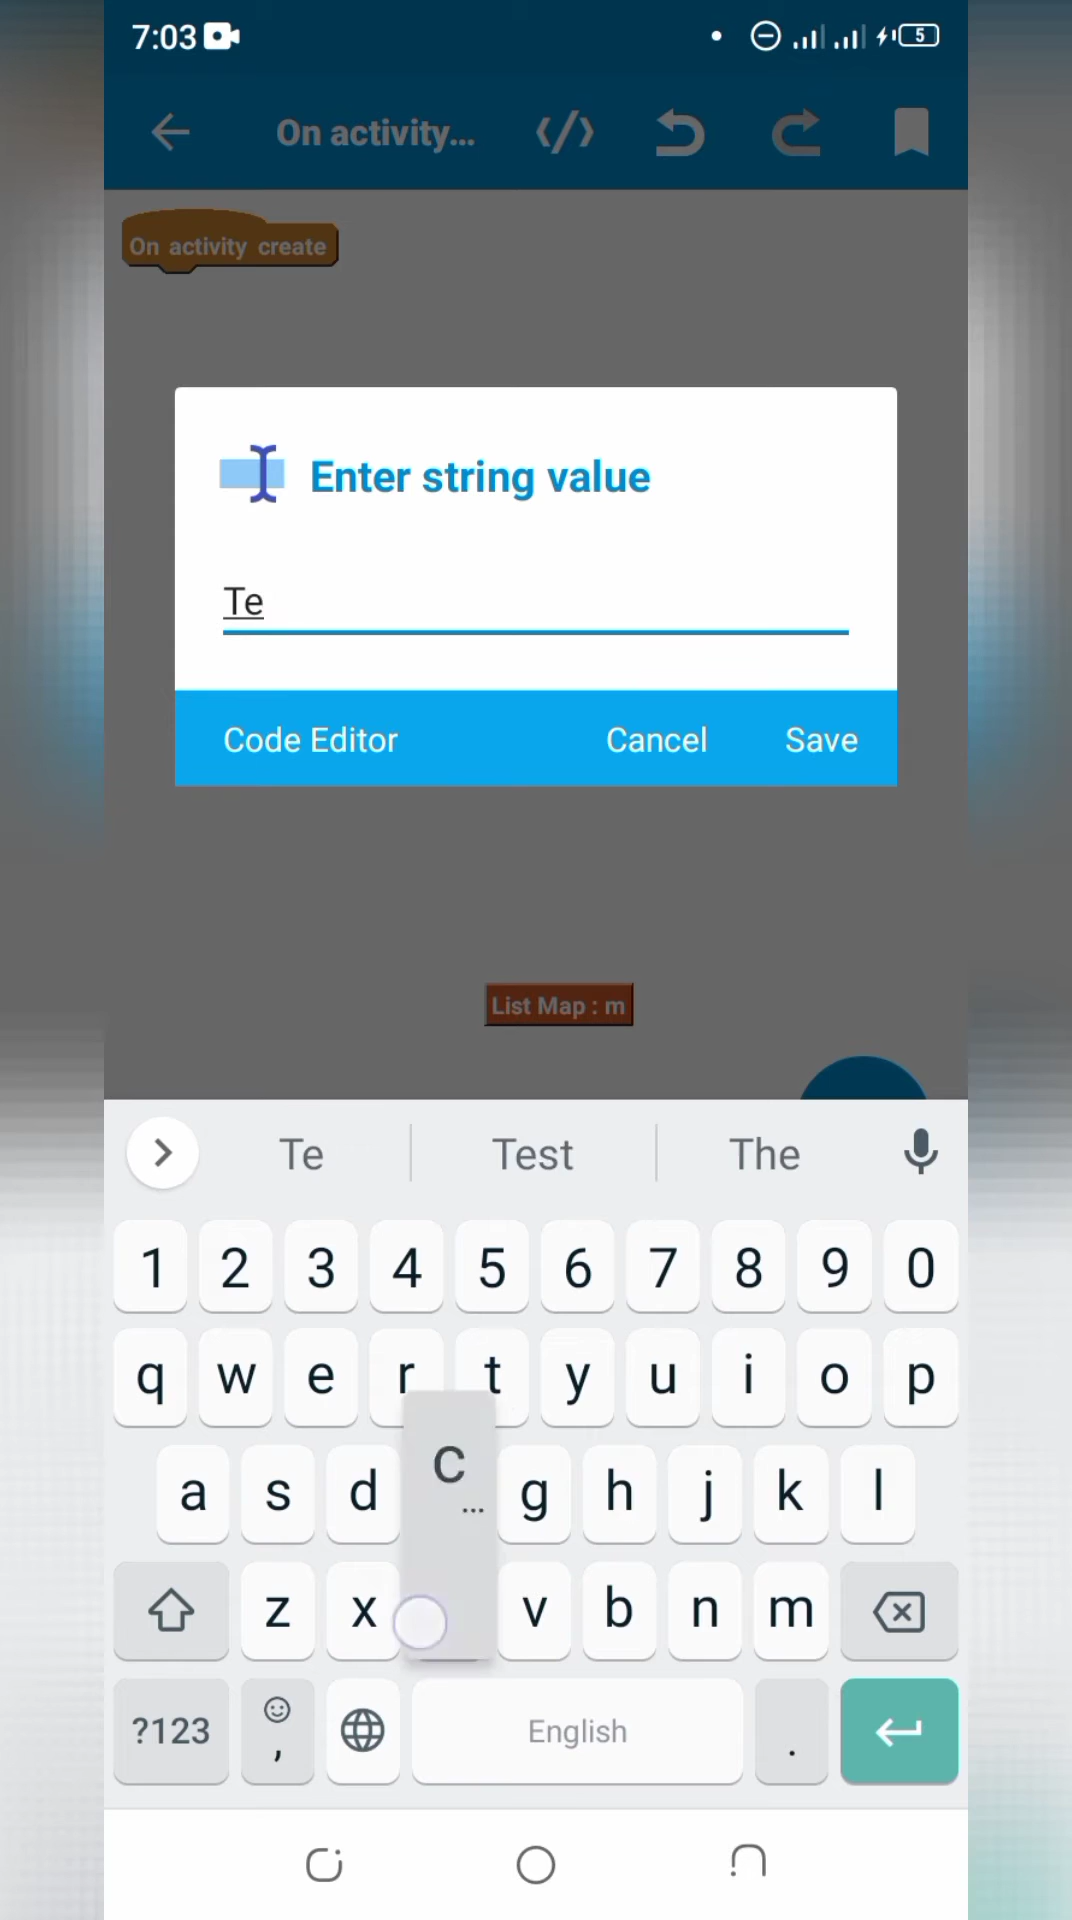 7:03
5
On activity...
On activity create
Enter string value
Te
Code Editor
Cancel
Save
List Map : m
Te
Test
The
1 2 3 4 5 6 7 8 9 0
q w e r t y u i o p
a s d c... g h j k l
z x v b n m
?123
,
English
.